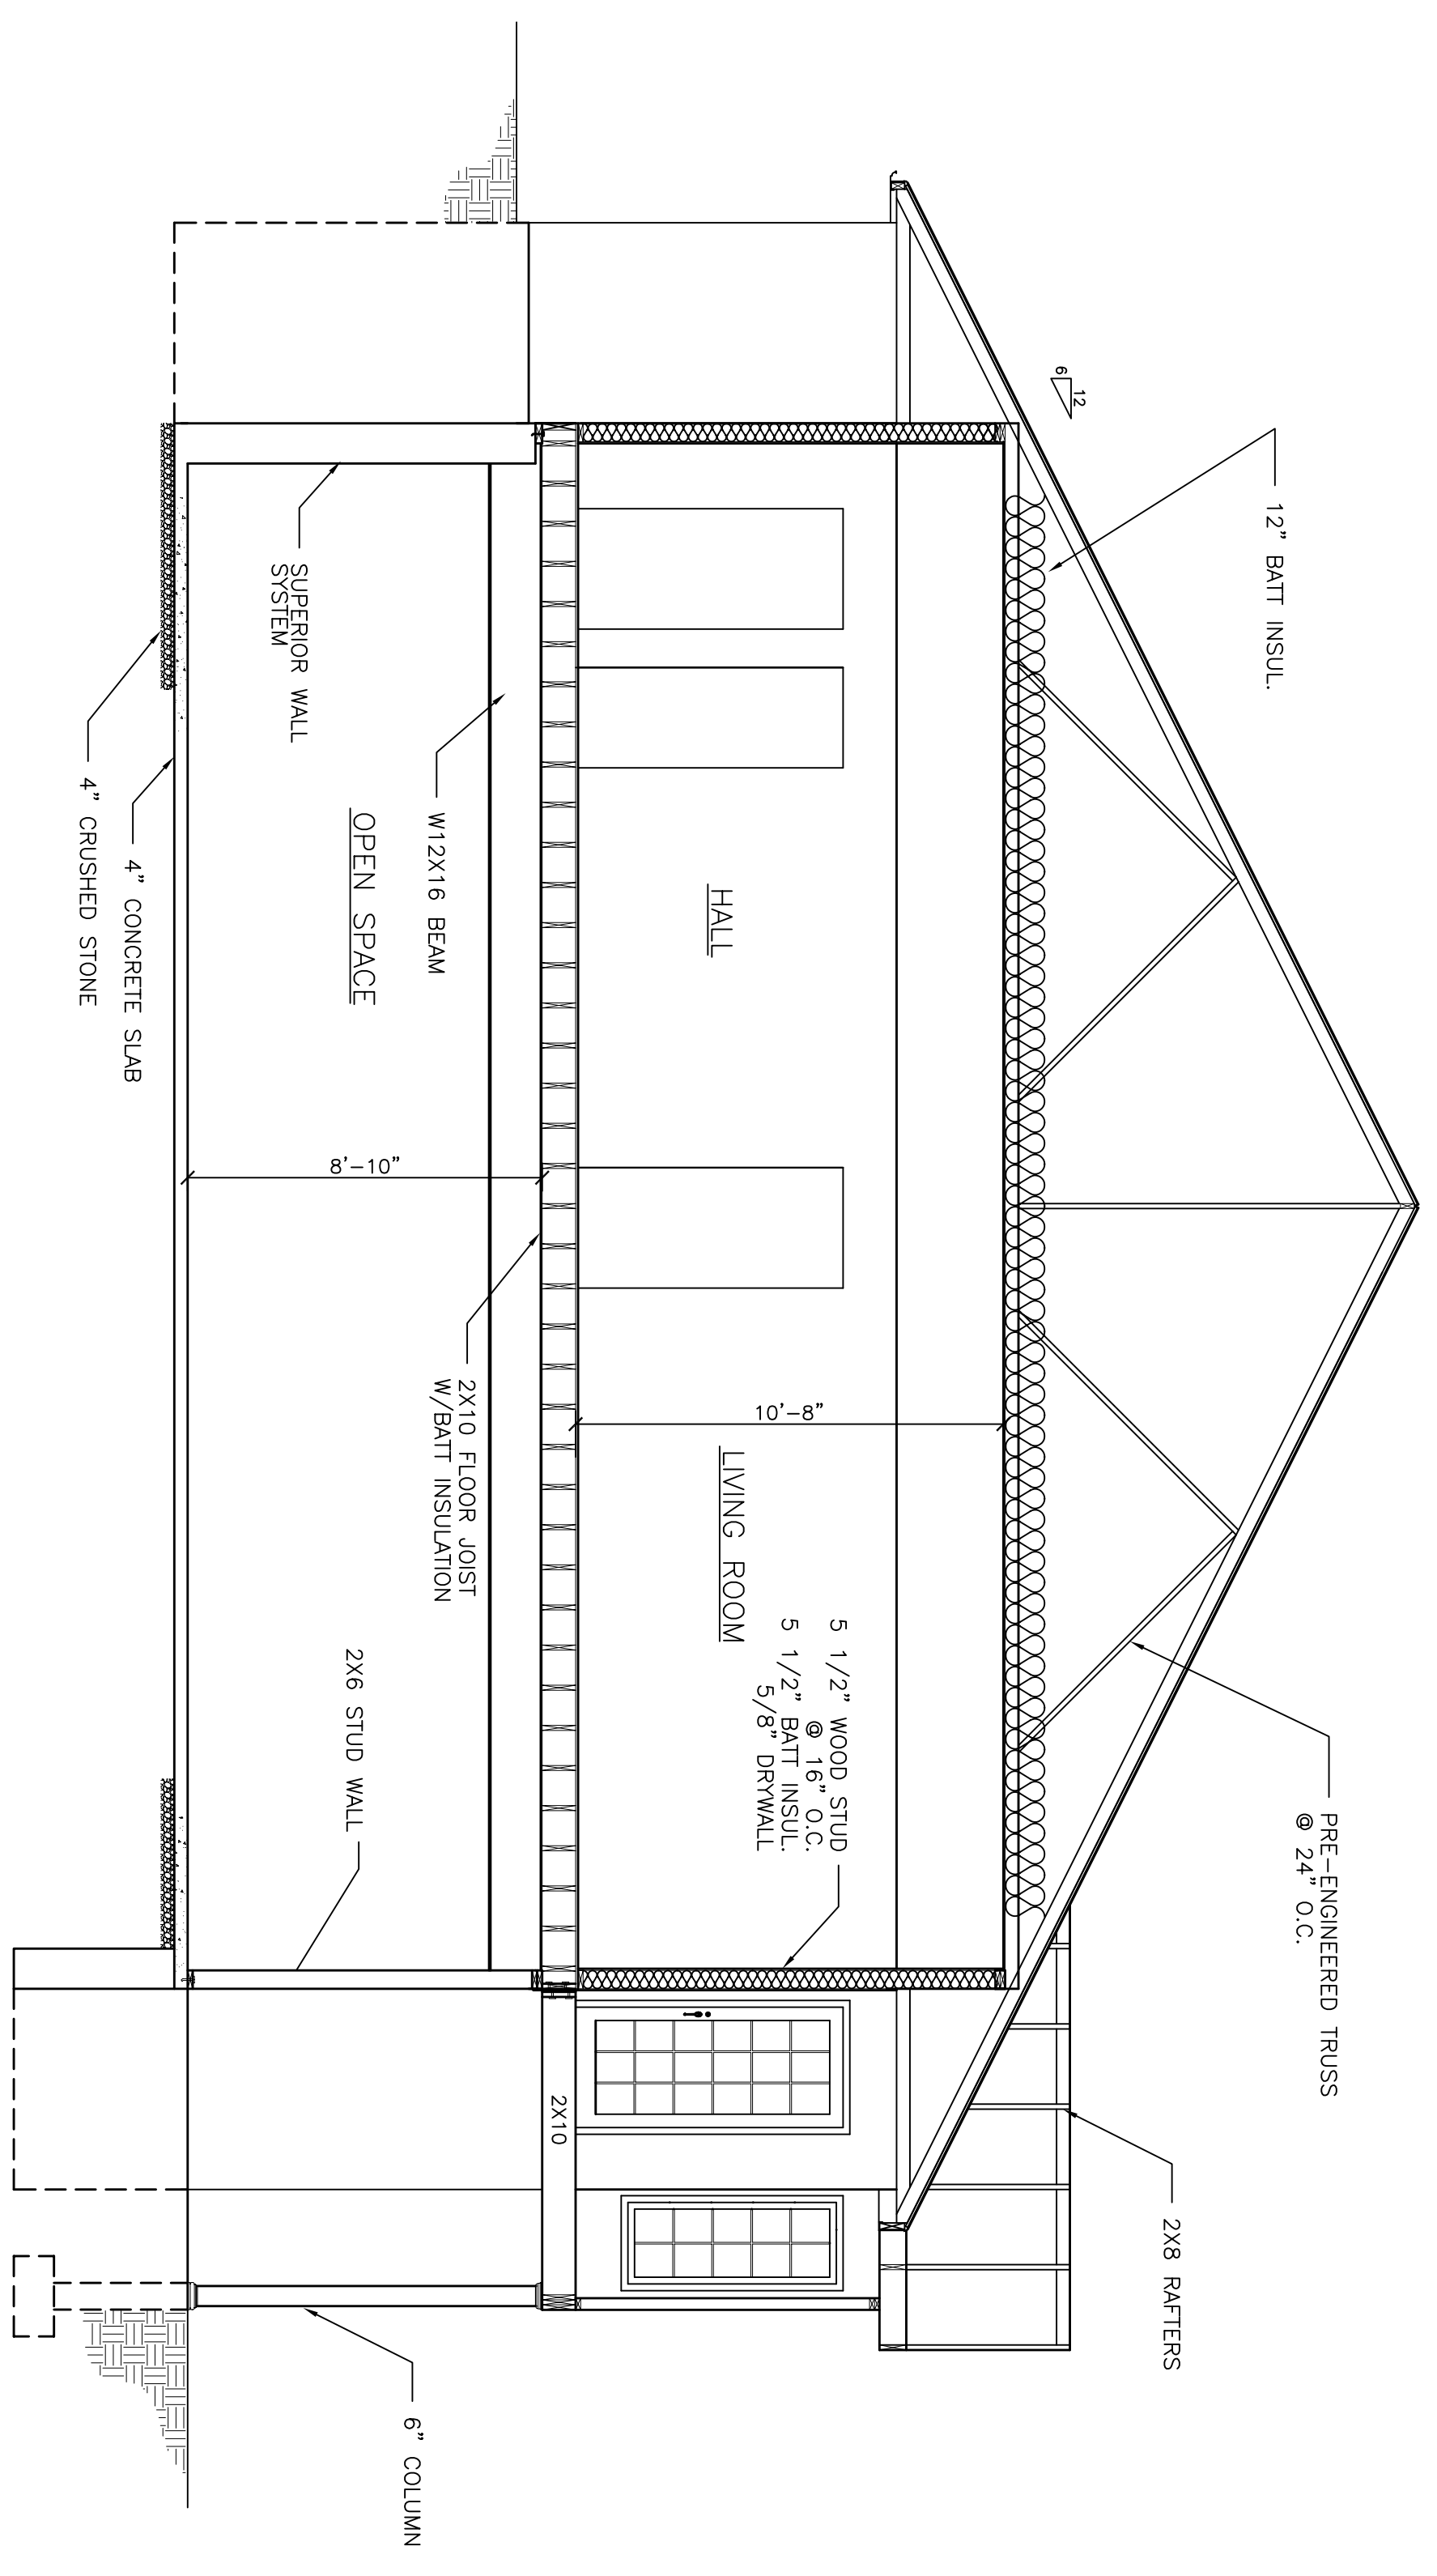 12" BATT INSUL.
12
6
PRE-ENGINEERED TRUSS
@ 24" O.C.
2X8 RAFTERS
HALL
10'-8"
LIVING ROOM
5 1/2" WOOD STUD
@ 16" O.C.
5 1/2" BATT INSUL.
5/8" DRYWALL
2X10
W12X16 BEAM
2X10 FLOOR JOIST
W/BATT INSULATION
OPEN SPACE
8'-10"
2X6 STUD WALL
6" COLUMN
SUPERIOR WALL
SYSTEM
4" CONCRETE SLAB
4" CRUSHED STONE